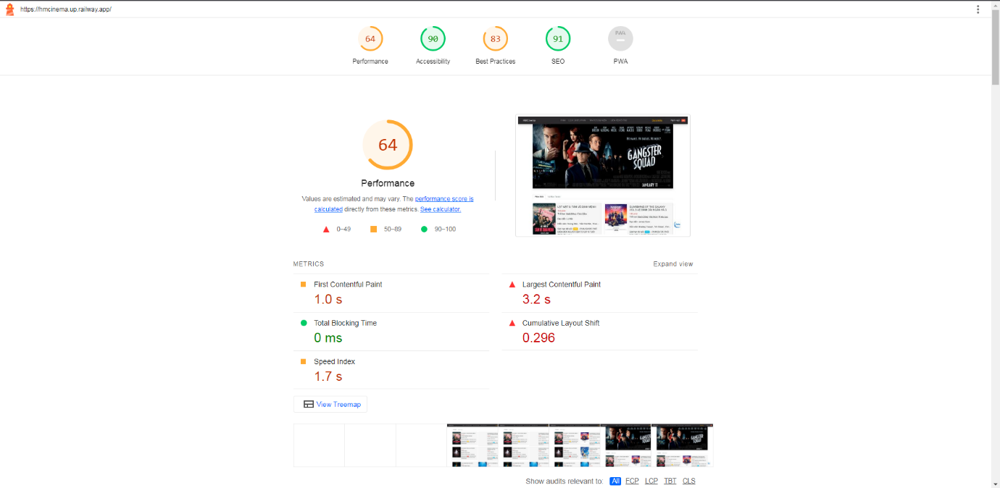 https://hmcinema.up.railway.app/
64
90
83
91
PWA
Performance
Accessibility
Best Practices
SEO
PWA
64
Performance
Values are estimated and may vary. The performance score is
calculated directly from these metrics. See calculator.
0–49
50–89
90–100
HMCinema
GANGSTER
SQUAD
JANUARY 11
METRICS
Expand view
First Contentful Paint
1.0 s
Largest Contentful Paint
3.2 s
Total Blocking Time
0 ms
Cumulative Layout Shift
0.296
Speed Index
1.7 s
View Treemap
Show audits relevant to:
All
FCP
LCP
TBT
CLS